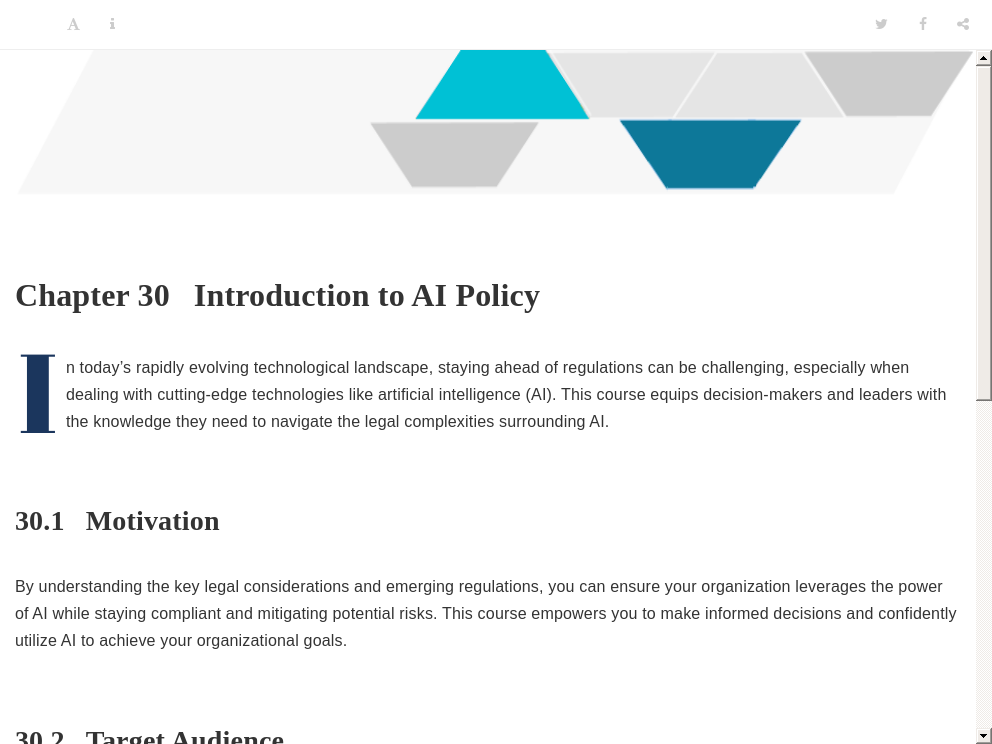 Chapter 30 Introduction to AI Policy
In today’s rapidly evolving technological landscape, staying ahead of regulations can be challenging, especially when
dealing with cutting-edge technologies like artificial intelligence (AI). This course equips decision-makers and leaders with
the knowledge they need to navigate the legal complexities surrounding AI.
30.1 Motivation
By understanding the key legal considerations and emerging regulations, you can ensure your organization leverages the power
of AI while staying compliant and mitigating potential risks. This course empowers you to make informed decisions and confidently
utilize AI to achieve your organizational goals.
30.2 Target Audience